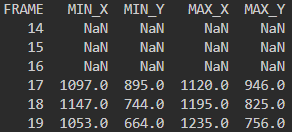 FRAME MIN_X MIN_Y MAX_X MAX_Y
14 NaN NaN NaN NaN
15 NaN NaN NaN NaN
16 NaN NaN NaN NaN
17 1097.0 895.0 1120.0 946.0
18 1147.0 744.0 1195.0 825.0
19 1053.0 664.0 1235.0 756.0